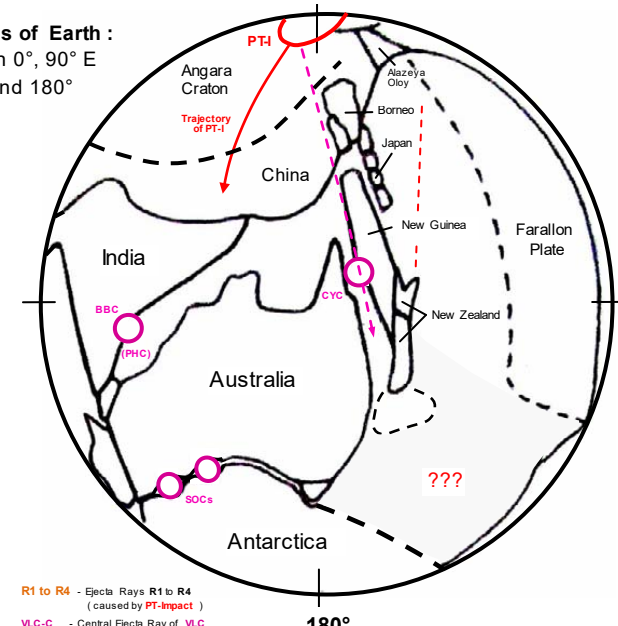 s of Earth :
n 0°, 90° E
nd 180°
PT-I
Angara
Craton
Alazeya
Oloy
Trajectory
of PT-I
Borneo
Japan
China
New Guinea
India
Farallon
Plate
BBC
CYC
New Zealand
(PHC)
Australia
???
SOCs
Antarctica
R1 to R4 - Ejecta Rays R1 to R4
( caused by PT-Impact )
VLC-C - Central Ejecta Ray of VLC
180°